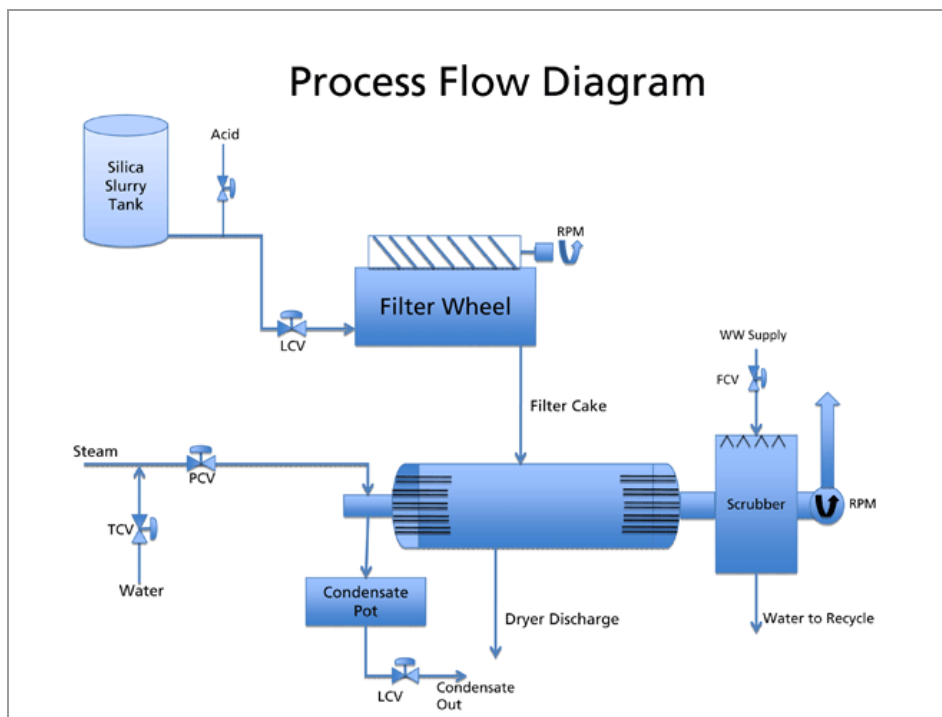 Process Flow Diagram
Acid
Silica
Slurry
Tank
RPM
Filter Wheel
LCV
WW Supply
FCV
Filter Cake
Steam
PCV
Scrubber
RPM
TCV
Water
Condensate
Pot
Dryer Discharge
Water to Recycle
LCV
Condensate
Out